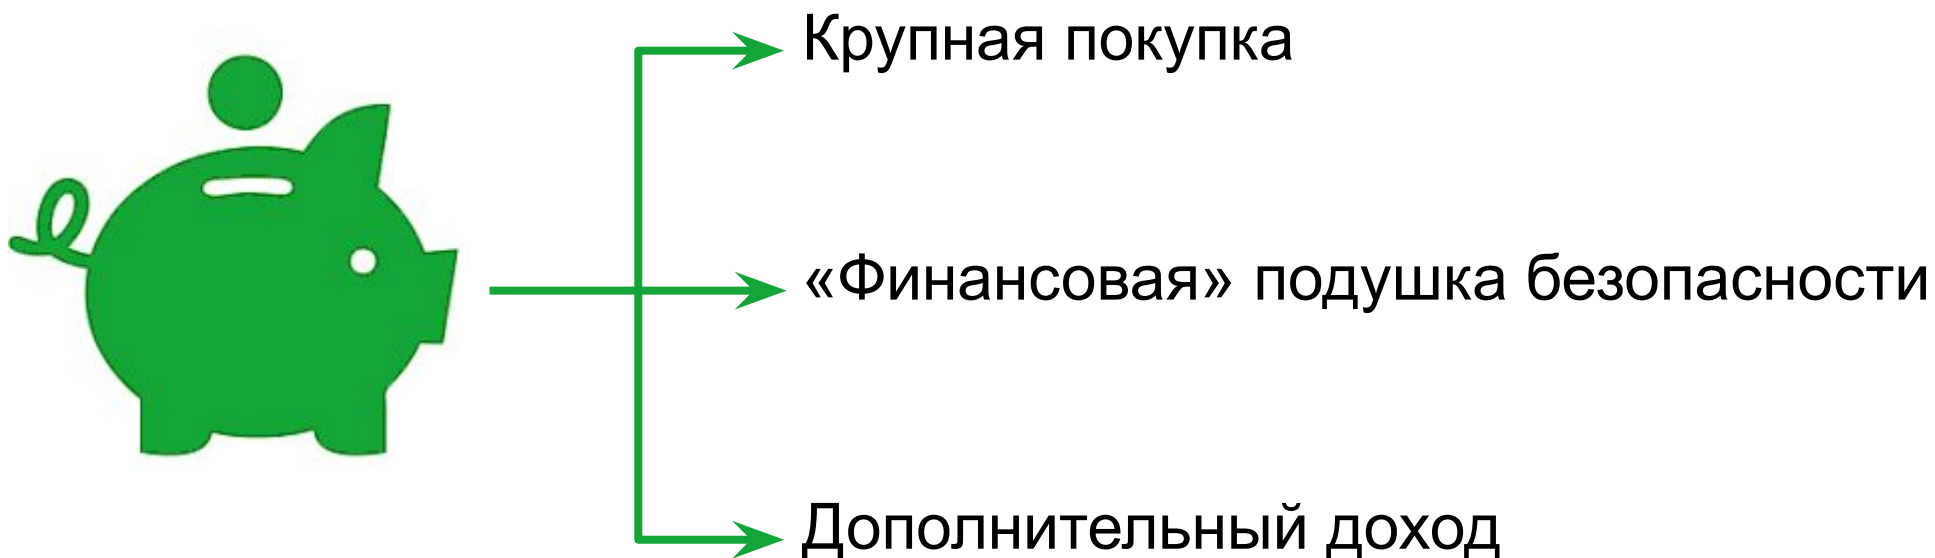 Крупная покупка
«Финансовая» подушка безопасности
Дополнительный доход